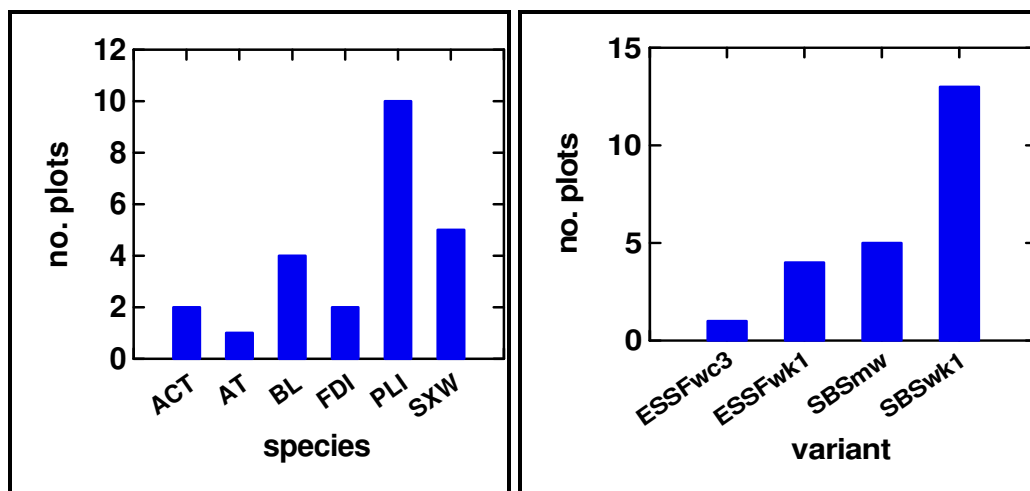 12
10
8
6
4
2
0
no. plots
ACT AT BL FDI PLI SXW
species
15
10
5
0
no. plots
ESSFwc3 ESSFwk1 SBSmw SBSwk1
variant